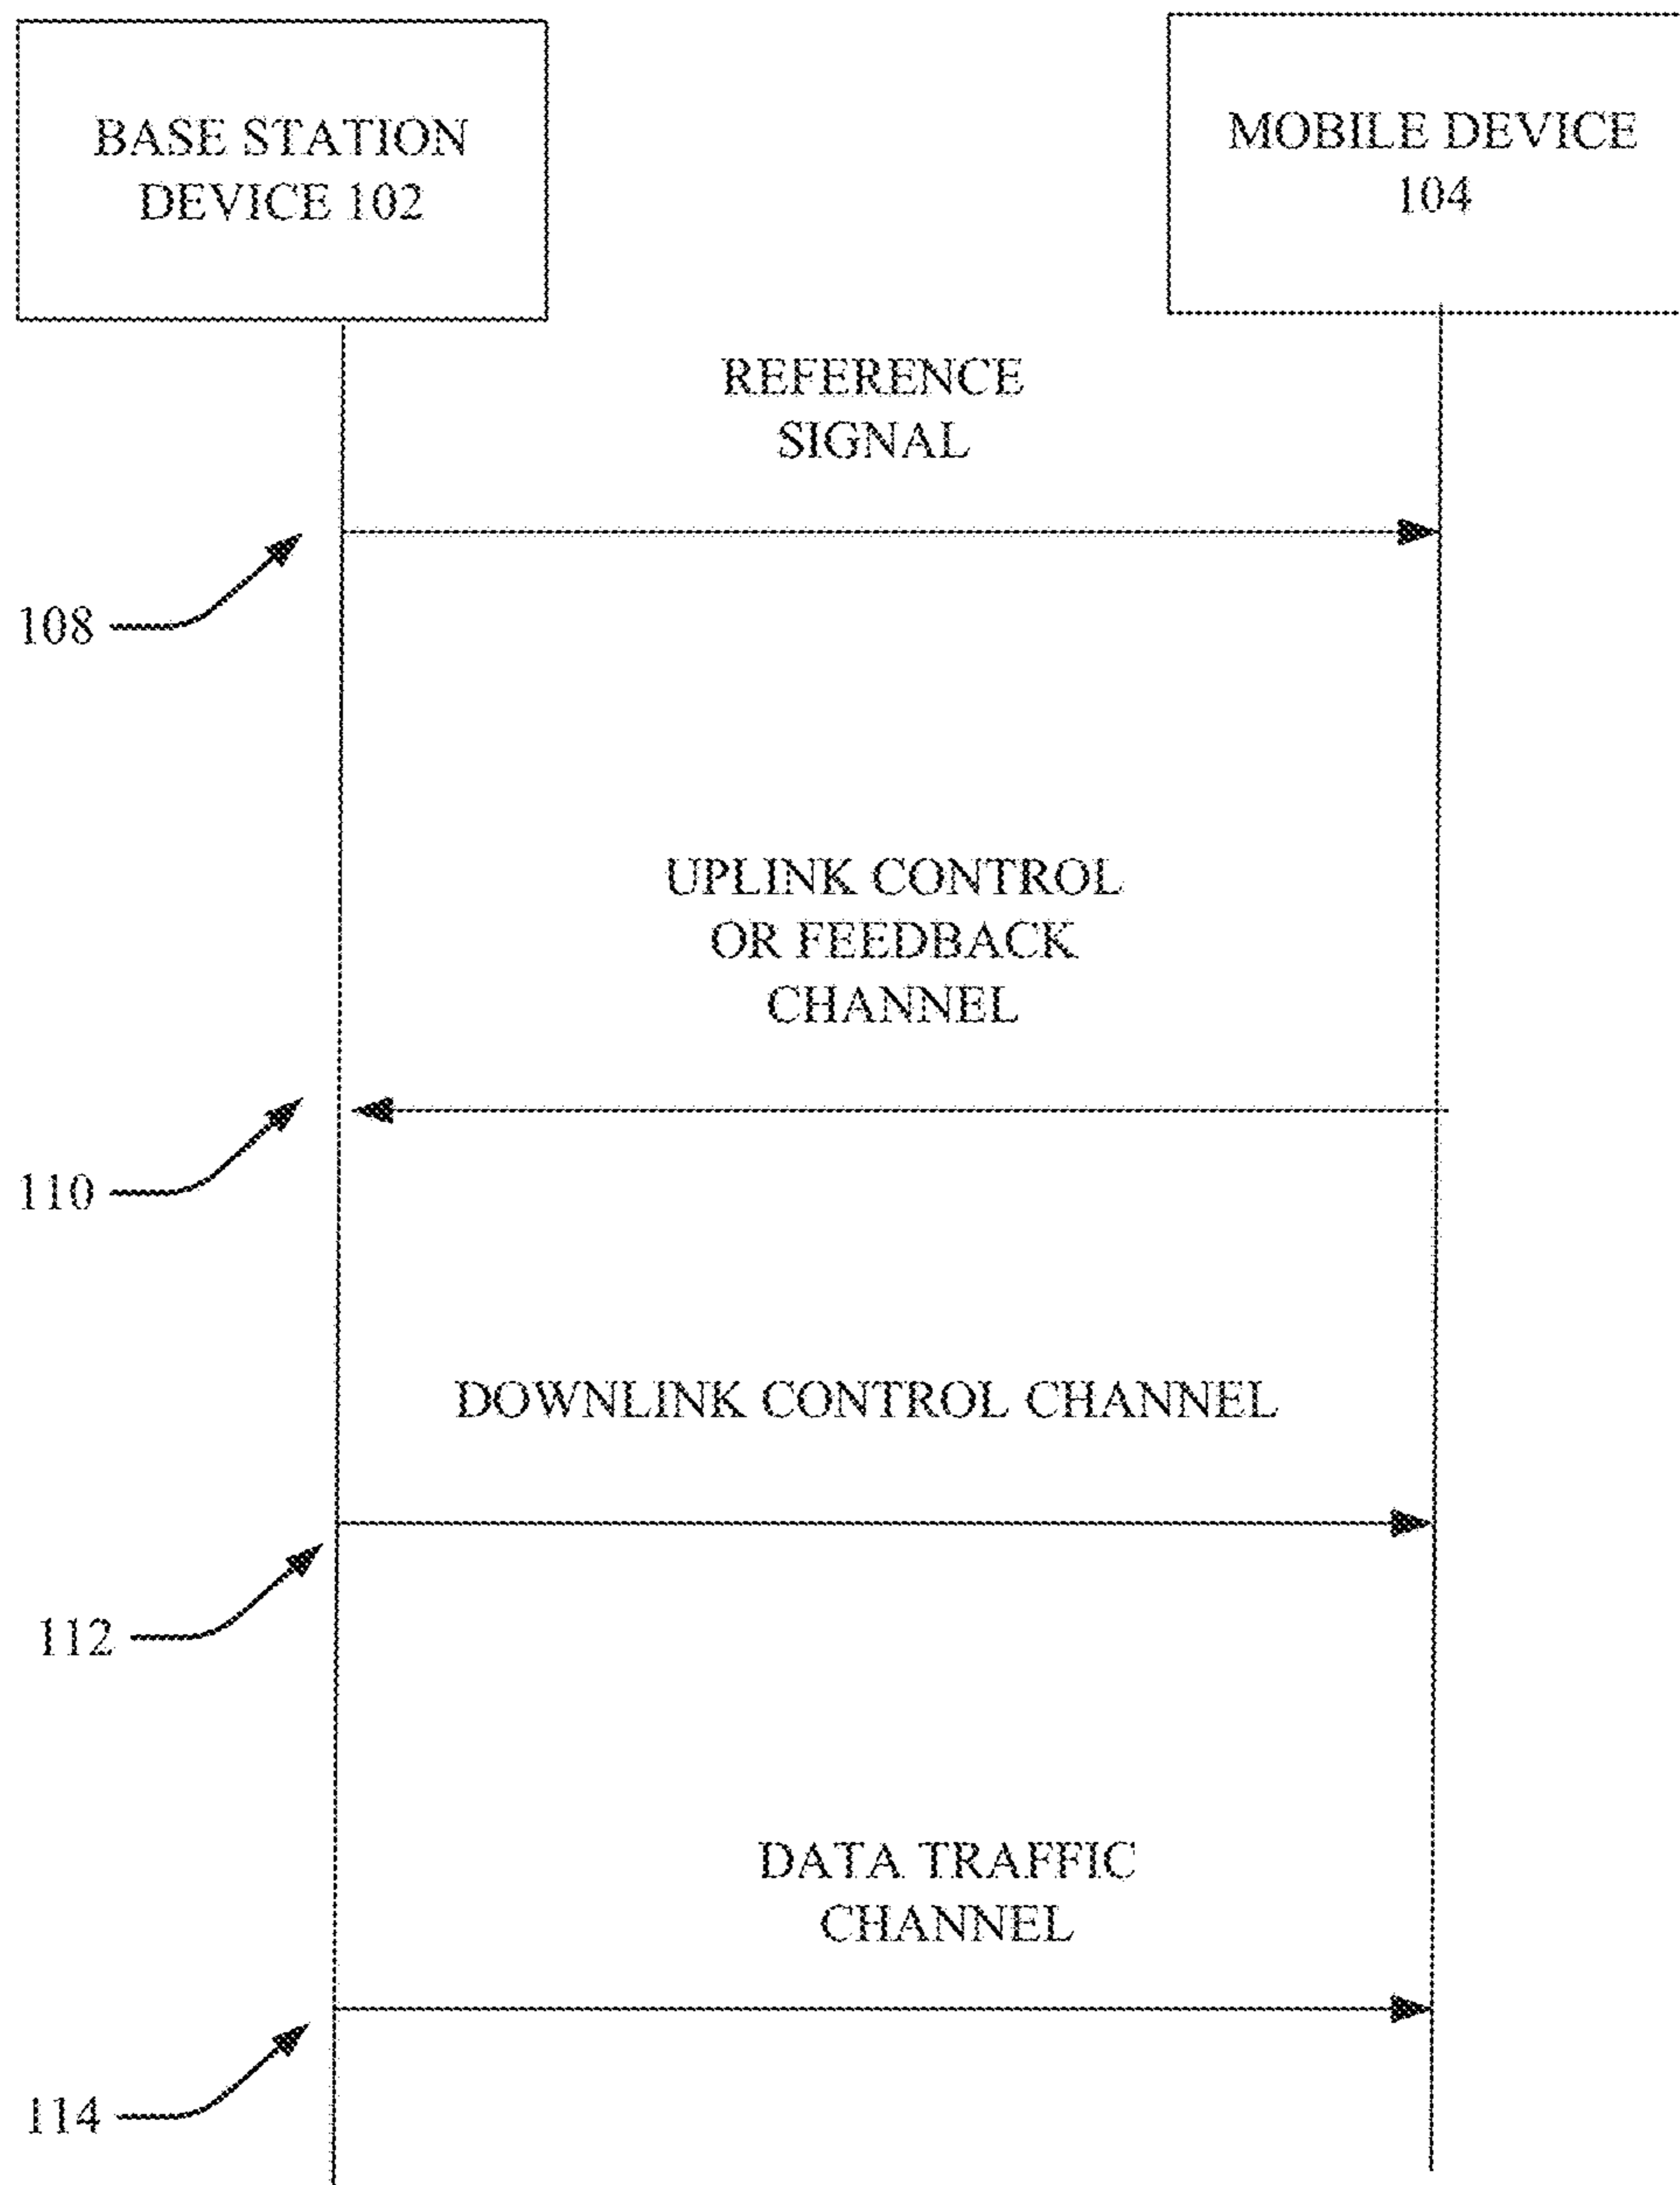 BASE STATION
DEVICE 102
MOBILE DEVICE
104
REFERENCE
SIGNAL
108
UPLINK CONTROL
OR FEEDBACK
CHANNEL
110
DOWNLINK CONTROL CHANNEL
112
DATA TRAFFIC
CHANNEL
114